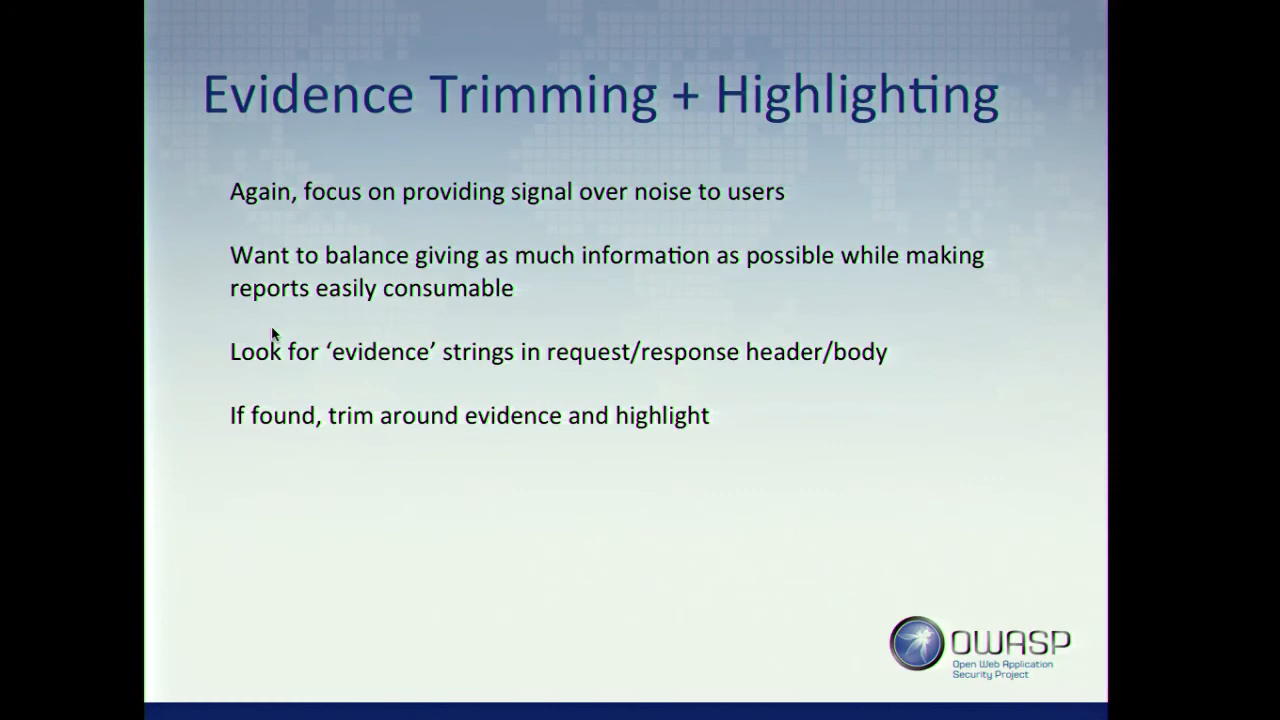 Evidence Trimming + Highlighting
Again, focus on providing signal over noise to users
Want to balance giving as much information as possible while making
reports easily consumable
Look for ‘evidence’ strings in request/response header/body
If found, trim around evidence and highlight
OWASP
Open Web Application
Security Project